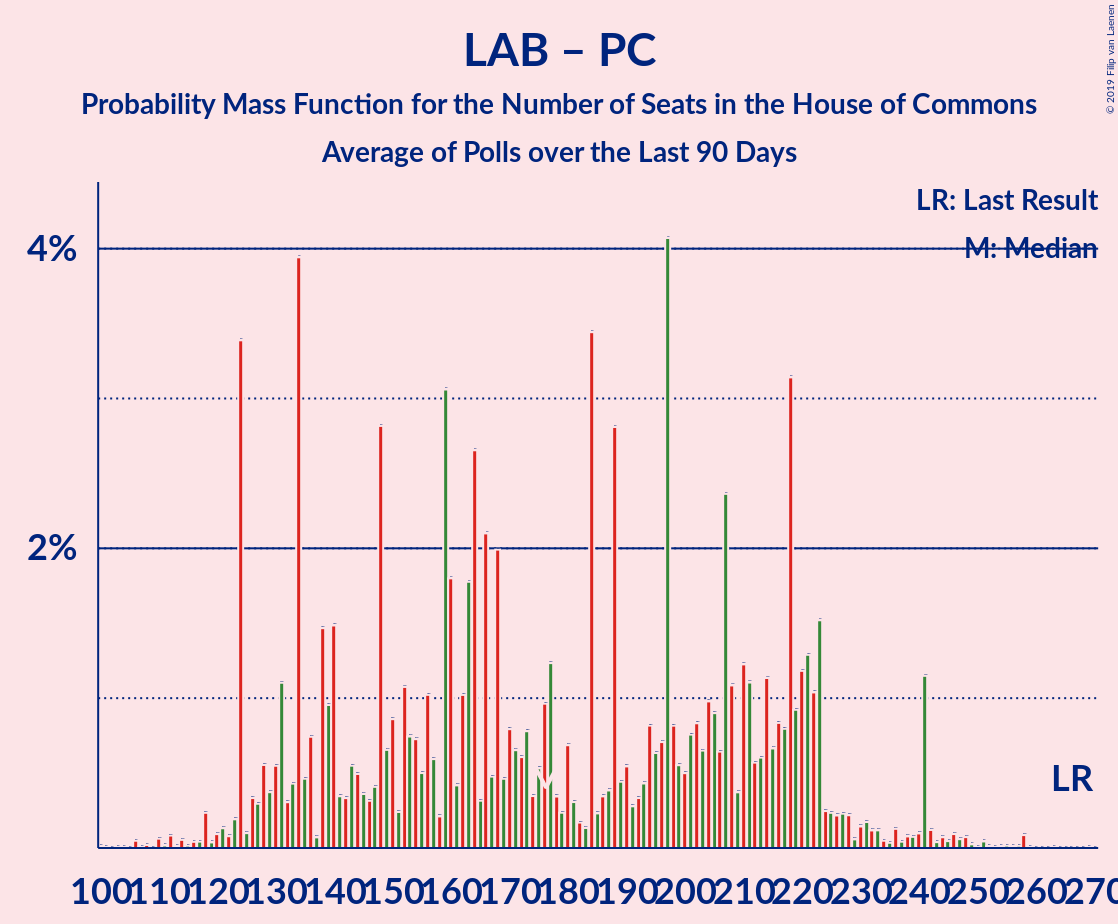 LAB – PC
Probability Mass Function for the Number of Seats in the House of Commons
Average of Polls over the Last 90 Days
© 2019 Filip van Laenen
LR: Last Result
M: Median
4%
2%
LR
100 110 120 130 140 150 160 170 180 190 200 210 220 230 240 250 260 270